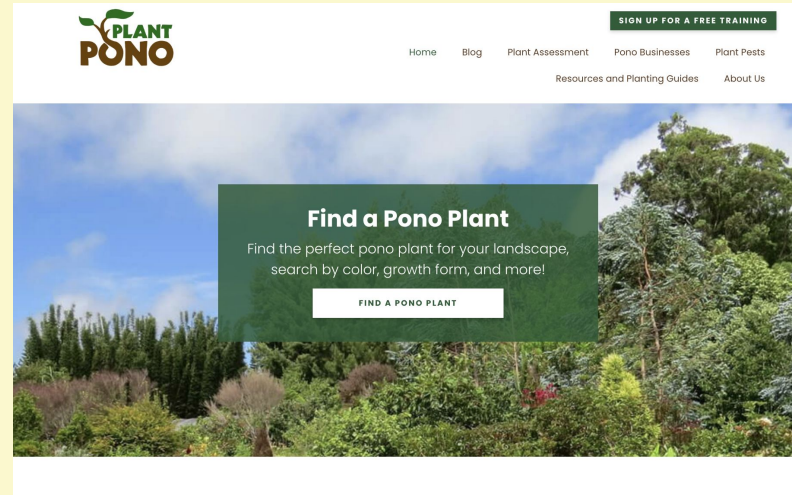 PLANT
PONO
SIGN UP FOR A FREE TRAINING
Home Blog Plant Assessment Pono Businesses Plant Pests
Resources and Planting Guides About Us
Find a Pono Plant
Find the perfect pono plant for your landscape,
search by color, growth form, and more!
FIND A PONO PLANT